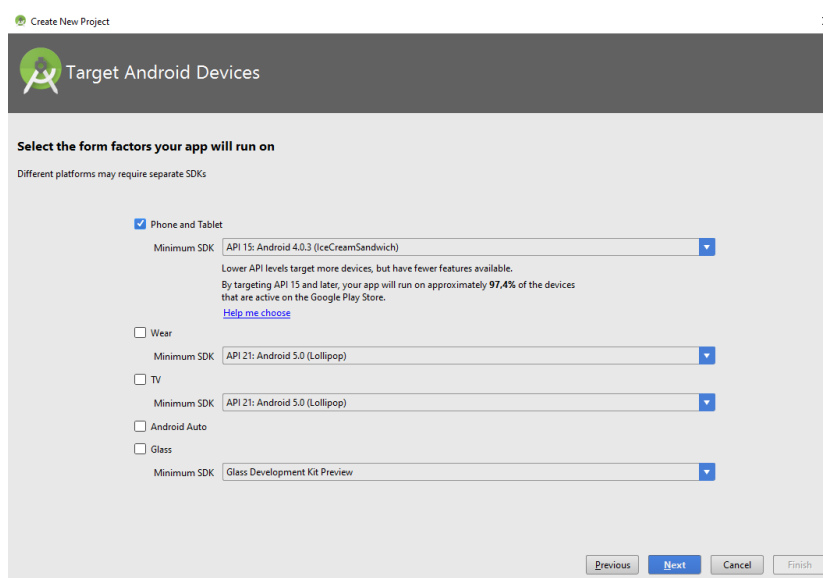 Create New Project
Target Android Devices
Select the form factors your app will run on
Different platforms may require separate SDKs
Phone and Tablet
Minimum SDK API 15: Android 4.0.3 (IceCreamSandwich)
Lower API levels target more devices, but have fewer features available.
By targeting API 15 and later, your app will run on approximately 97,4% of the devices
that are active on the Google Play Store.
Help me choose
Wear
Minimum SDK API 21: Android 5.0 (Lollipop)
TV
Minimum SDK API 21: Android 5.0 (Lollipop)
Android Auto
Glass
Minimum SDK Glass Development Kit Preview
Previous Next Cancel Finish